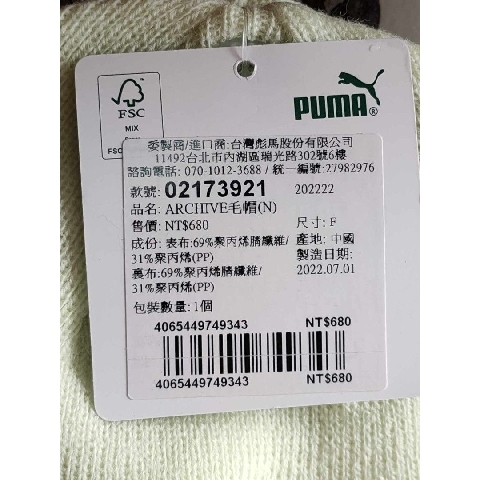 FSC
MIX
FSC
PUMA®
委製商/進口商:台灣彪馬股份有限公司
11492台北市內湖區瑞光路302號6樓
諮詢電話: 070-1012-3688 / 統一編號:27982976
款號: 02173921 202222
品名: ARCHIVE毛帽(N)
售價: NT$680 尺寸: F
成份: 表布:69%聚丙烯腈纖維/ 產地: 中國
31%聚丙烯(PP) 製造日期:
裏布:69%聚丙烯腈纖維/ 2022.07.01
31%聚丙烯(PP)
包裝數量: 1個
4065449749343 NT$680
4065449749343 NT$680